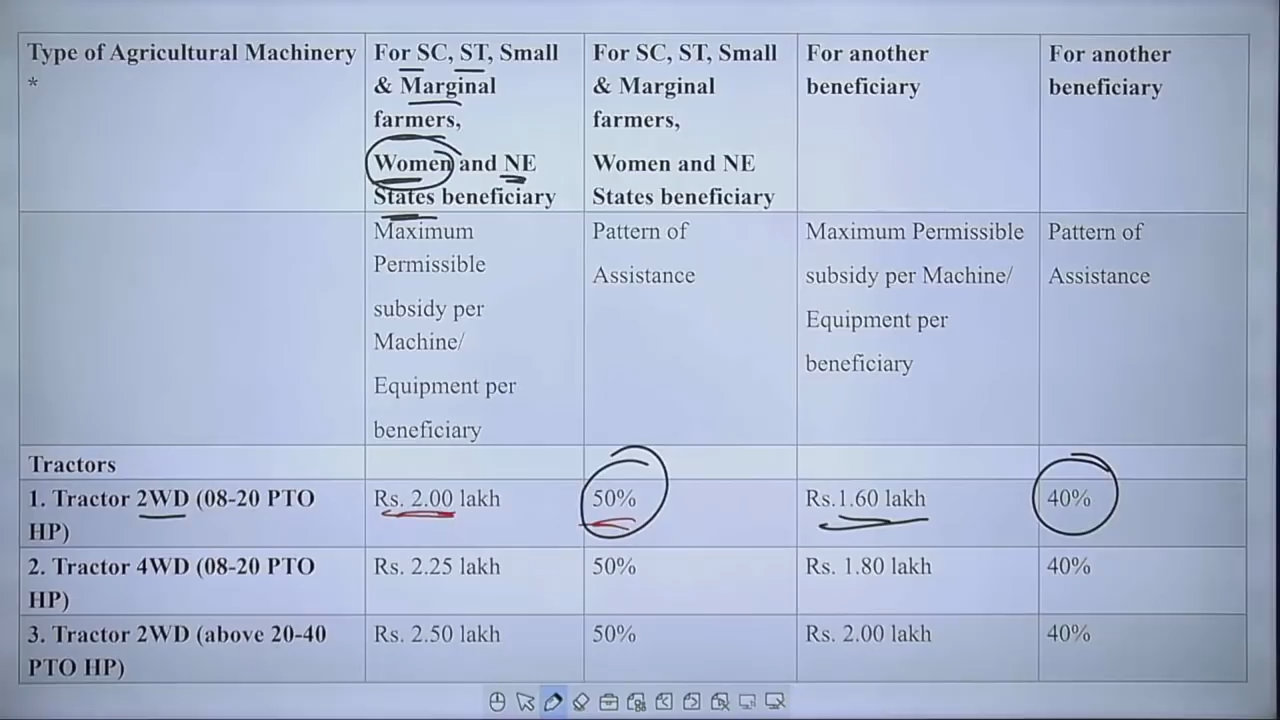 Type of Agricultural Machinery
*
For SC, ST, Small
& Marginal
farmers,
Women and NE
States beneficiary
For SC, ST, Small
& Marginal
farmers,
Women and NE
States beneficiary
For another
beneficiary
For another
beneficiary
Maximum
Permissible
subsidy per
Machine/
Equipment per
beneficiary
Pattern of
Assistance
Maximum Permissible
subsidy per Machine/
Equipment per
beneficiary
Pattern of
Assistance
Tractors
1. Tractor 2WD (08-20 PTO
HP)
Rs. 2.00 lakh
50%
Rs.1.60 lakh
40%
2. Tractor 4WD (08-20 PTO
HP)
Rs. 2.25 lakh
50%
Rs. 1.80 lakh
40%
3. Tractor 2WD (above 20-40
PTO HP)
Rs. 2.50 lakh
50%
Rs. 2.00 lakh
40%